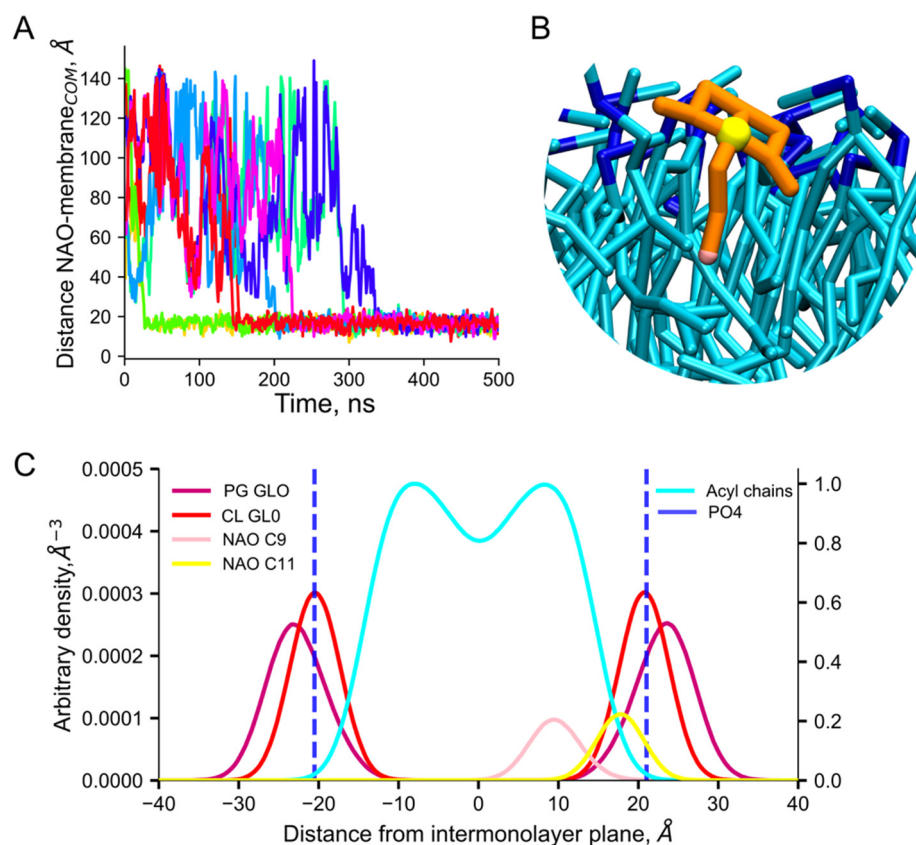 A
Distance NAO-membraneCOM, Å
140
120
100
80
60
40
20
0
0 100 200 300 400 500
Time, ns
B
C
Arbitrary density,Å⁻³
0.0005
0.0004
0.0003
0.0002
0.0001
0.0000
PG GLO
CL GL0
NAO C9
NAO C11
Acyl chains
PO4
1.0
0.8
0.6
0.4
0.2
0.0
−40 −30 −20 −10 0 10 20 30 40
Distance from intermonolayer plane, Å